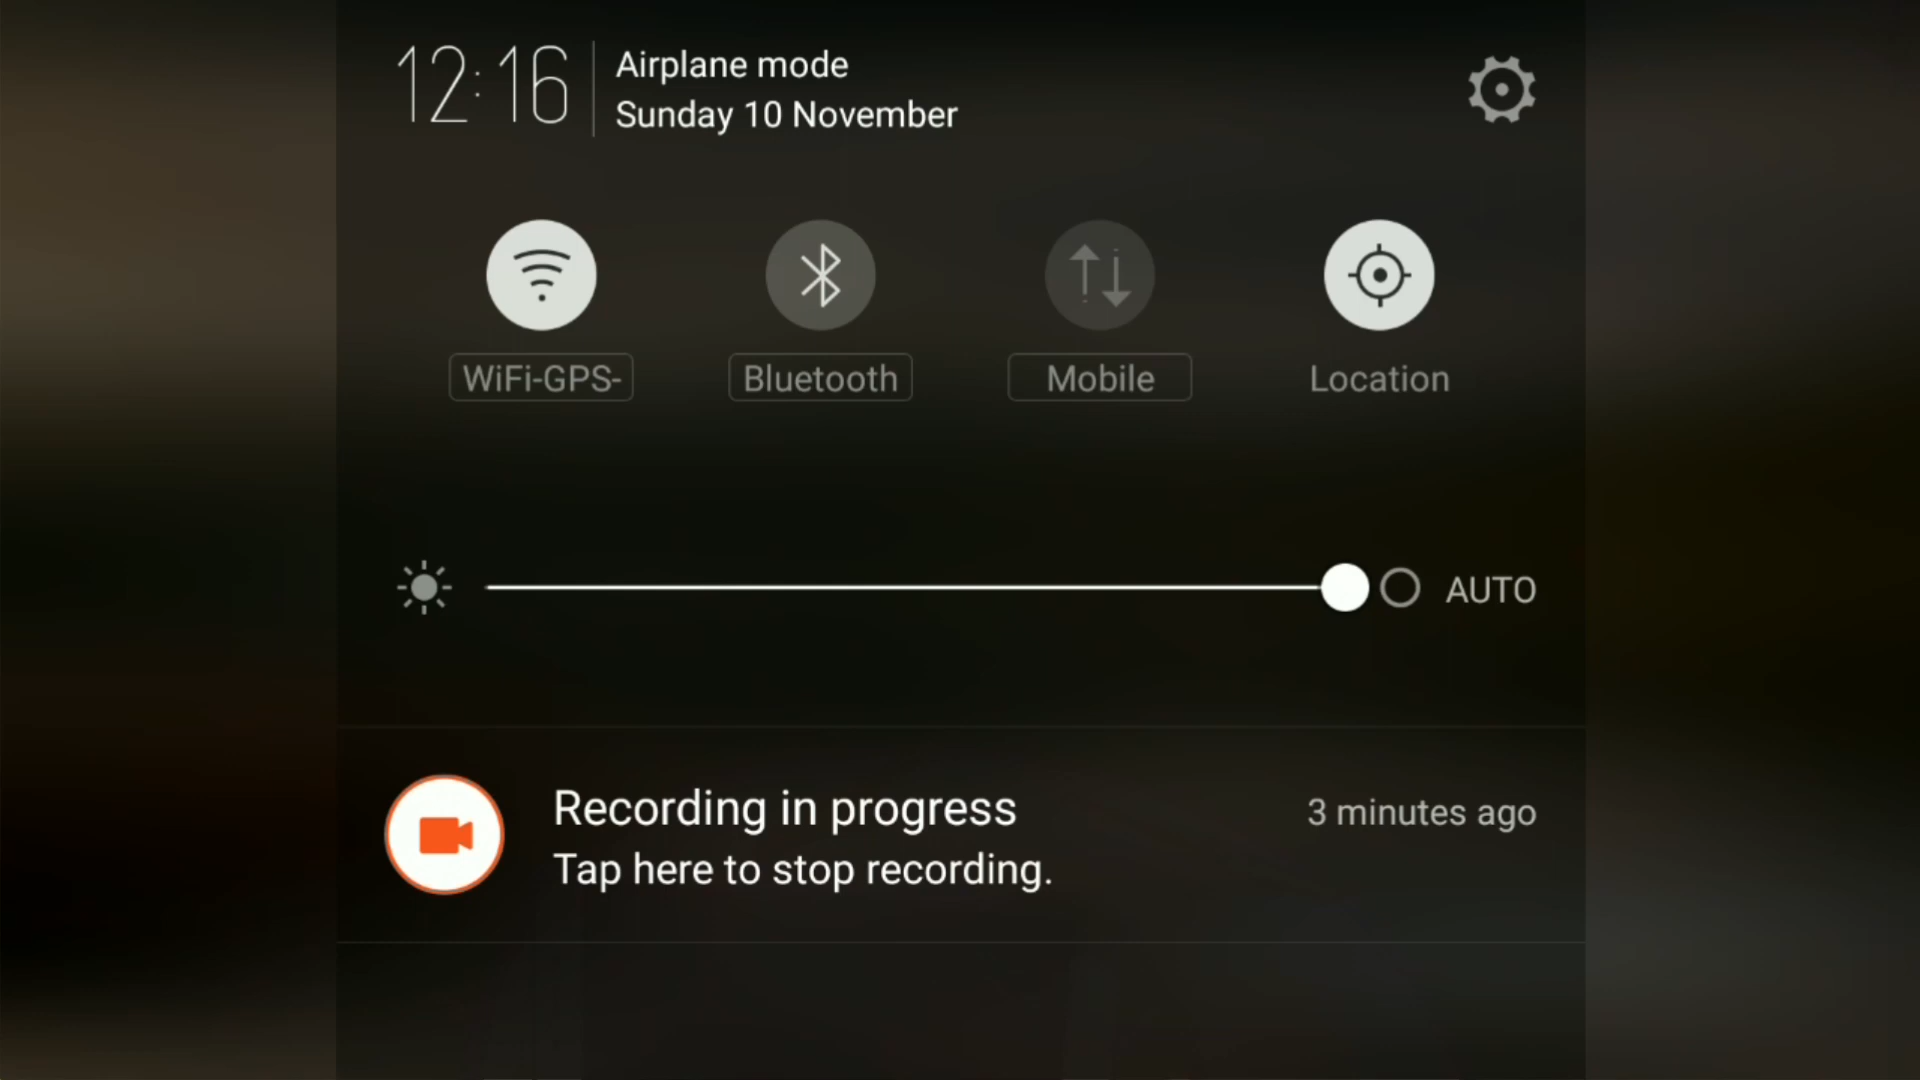 12:16
Airplane mode
Sunday 10 November
WiFi-GPS-
Bluetooth
Mobile
Location
AUTO
Recording in progress
3 minutes ago
Tap here to stop recording.